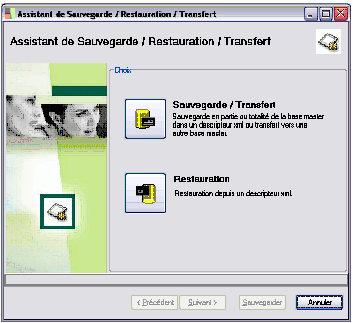 Assistant de Sauvegarde / Restauration / Transfert
Assistant de Sauvegarde / Restauration / Transfert
Choix
Sauvegarde / Transfert
Sauvegarde en partie ou totalité de la base master
dans un descripteur xml ou transfert vers une
autre base master.
Restauration
Restauration depuis un descripteur xml.
< Précédent Suivant > Sauvegarder Annuler